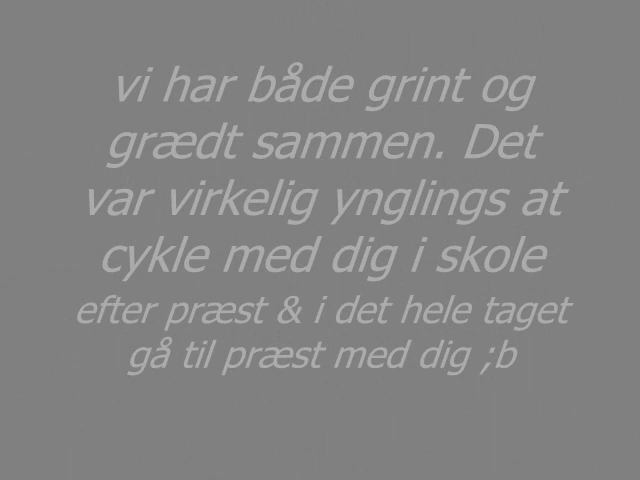 vi har både grint og
grædt sammen. Det
var virkelig ynglings at
cykle med dig i skole
efter præst & i det hele taget
gå til præst med dig ;b